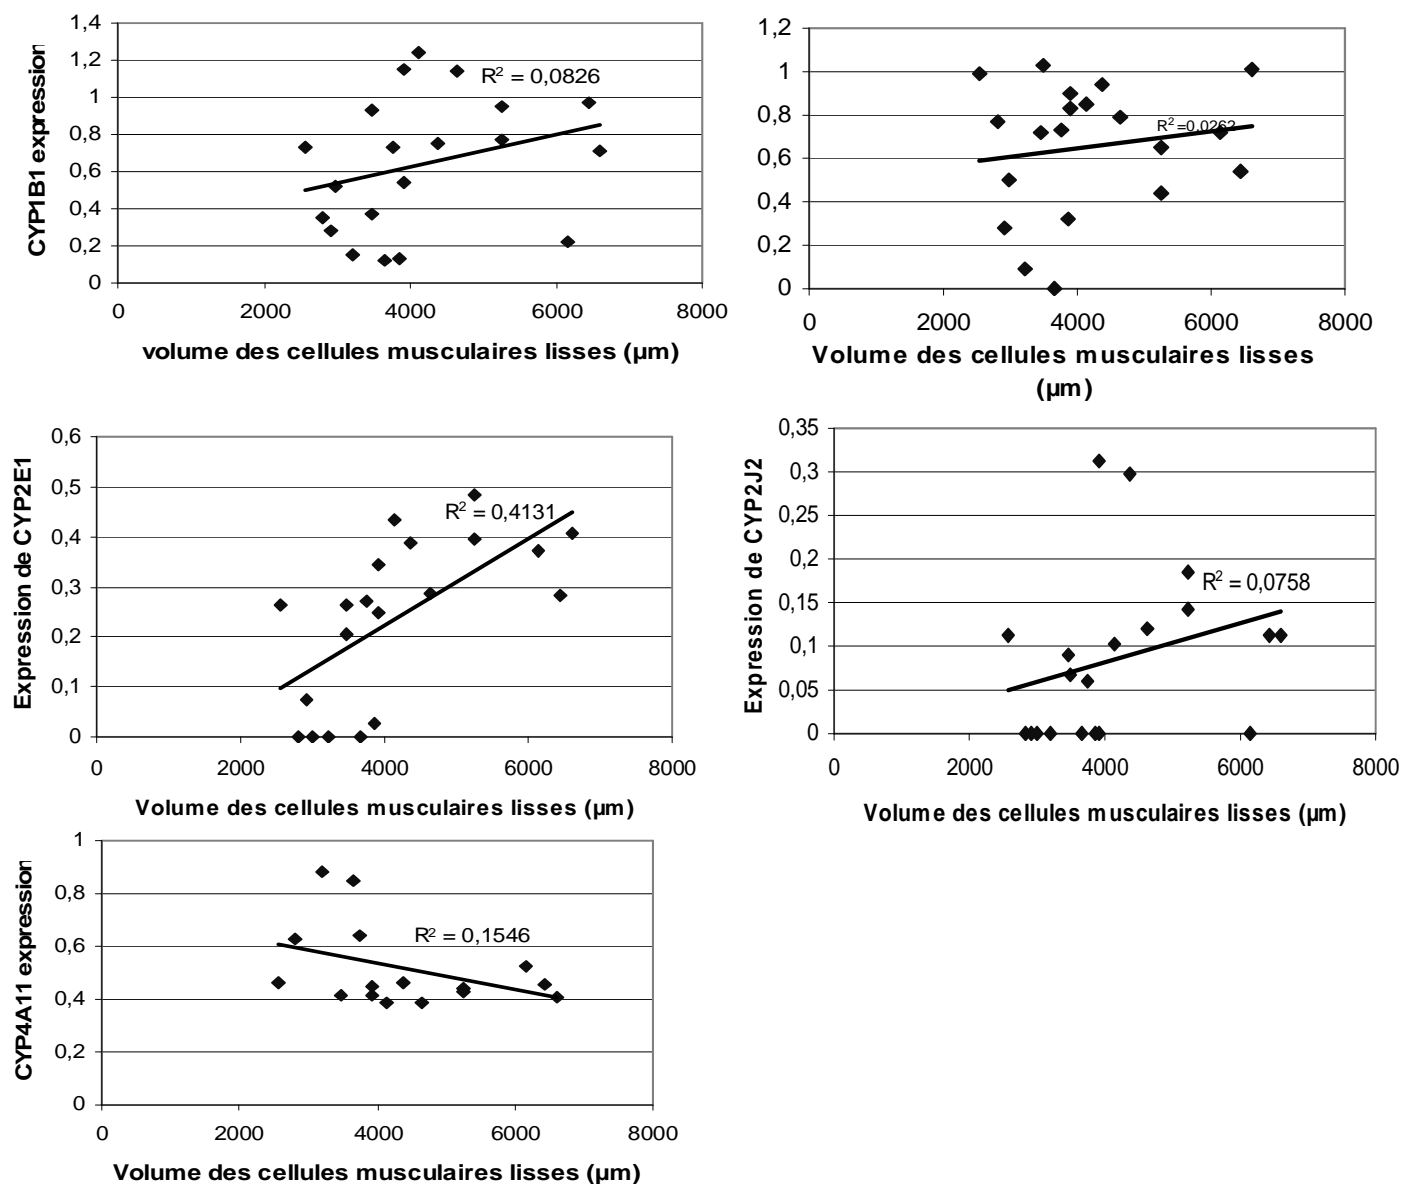 1,4
1,2
1
0,8
0,6
0,4
0,2
0
CYP1B1 expression
R² = 0,0826
0 2000 4000 6000 8000
volume des cellules musculaires lisses (µm)
1,2
1
0,8
0,6
0,4
0,2
0
R² =0,0262
0 2000 4000 6000 8000
Volume des cellules musculaires lisses
(µm)
0,6
0,5
0,4
0,3
0,2
0,1
0
Expression de CYP2E1
R² = 0,4131
0 2000 4000 6000 8000
Volume des cellules musculaires lisses (µm)
0,35
0,3
0,25
0,2
0,15
0,1
0,05
0
Expression de CYP2J2
R² = 0,0758
0 2000 4000 6000 8000
Volume des cellules musculaires lisses (µm)
1
0,8
0,6
0,4
0,2
0
CYP4A11 expression
R² = 0,1546
0 2000 4000 6000 8000
Volume des cellules musculaires lisses (µm)